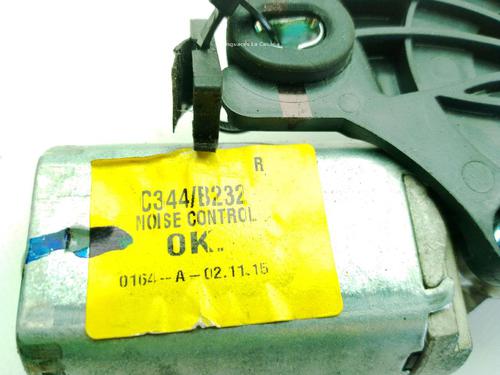 R
C344/B232
NOISE CONTROL
OK.
0164--A-02.11.15